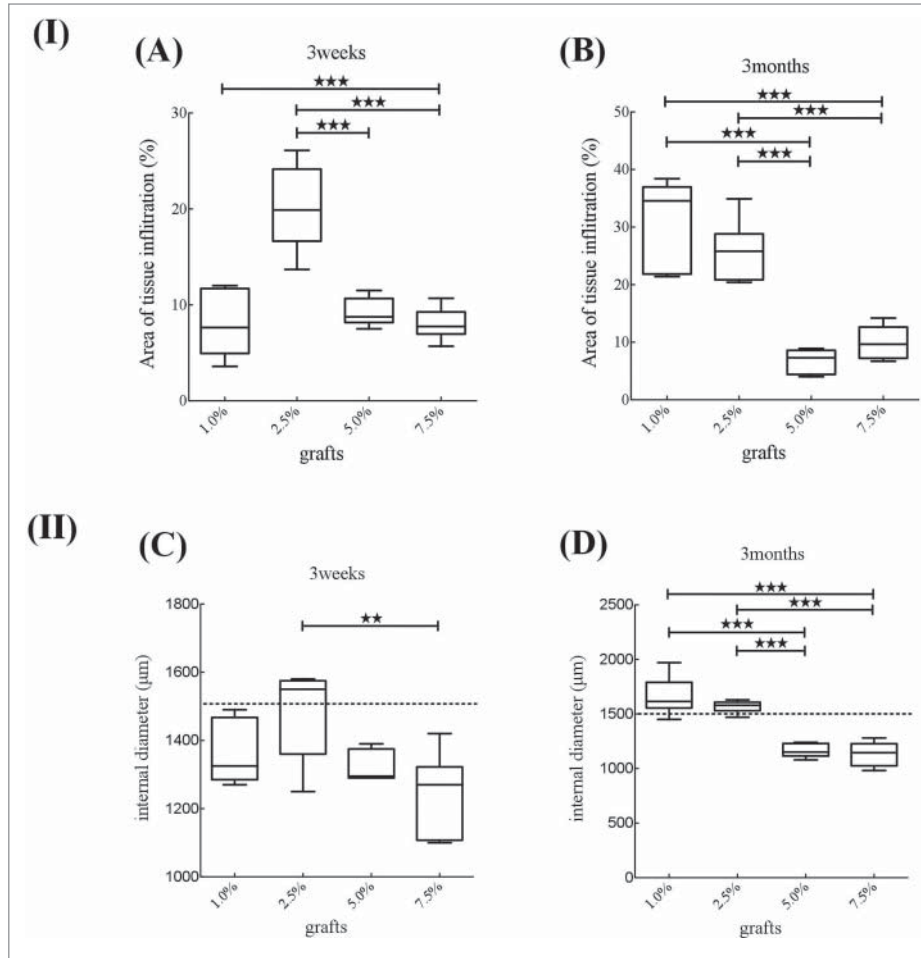 (I)
(A)
3weeks
★★★
★★★
★★★
30
20
10
0
Area of tissue inflitration (%)
1.0%
2.5%
5.0%
7.5%
grafts
(B)
3months
★★★
★★★
★★★
★★★
50
40
30
20
10
0
Area of tissue inflitration (%)
1.0%
2.5%
5.0%
7.5%
grafts
(II)
(C)
3weeks
★★
1800
1600
1400
1200
1000
internal diameter (μm)
1.0%
2.5%
5.0%
7.5%
grafts
(D)
3months
★★★
★★★
★★★
★★★
2500
2000
1500
1000
500
0
internal diameter (μm)
1.0%
2.5%
5.0%
7.5%
grafts